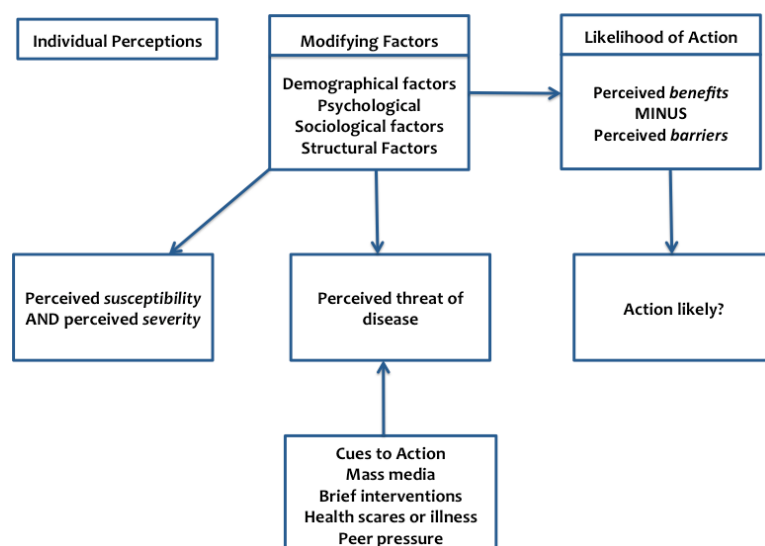 Individual Perceptions
Modifying Factors
Demographical factors
Psychological
Sociological factors
Structural Factors
Likelihood of Action
Perceived benefits
MINUS
Perceived barriers
Perceived susceptibility
AND perceived severity
Perceived threat of
disease
Action likely?
Cues to Action
Mass media
Brief interventions
Health scares or illness
Peer pressure